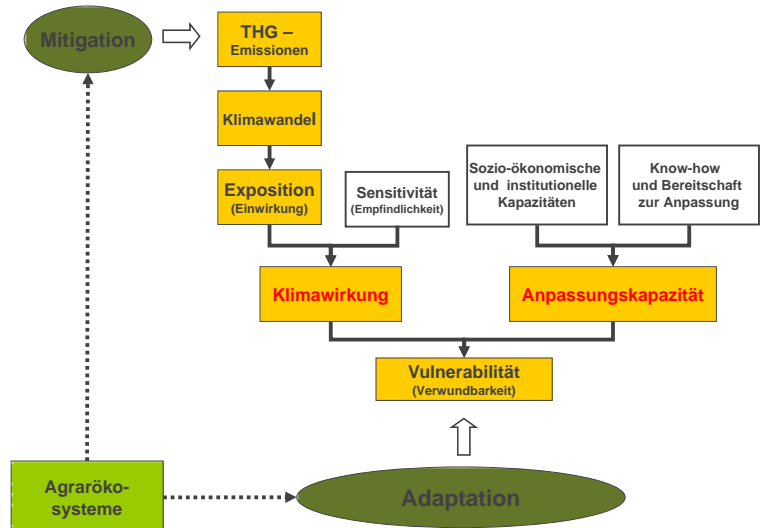 Mitigation
THG –
Emissionen
Klimawandel
Exposition
(Einwirkung)
Sensitivität
(Empfindlichkeit)
Sozio-ökonomische
und institutionelle
Kapazitäten
Know-how
und Bereitschaft
zur Anpassung
Klimawirkung
Anpassungskapazität
Vulnerabilität
(Verwundbarkeit)
Agraröko-
systeme
Adaptation